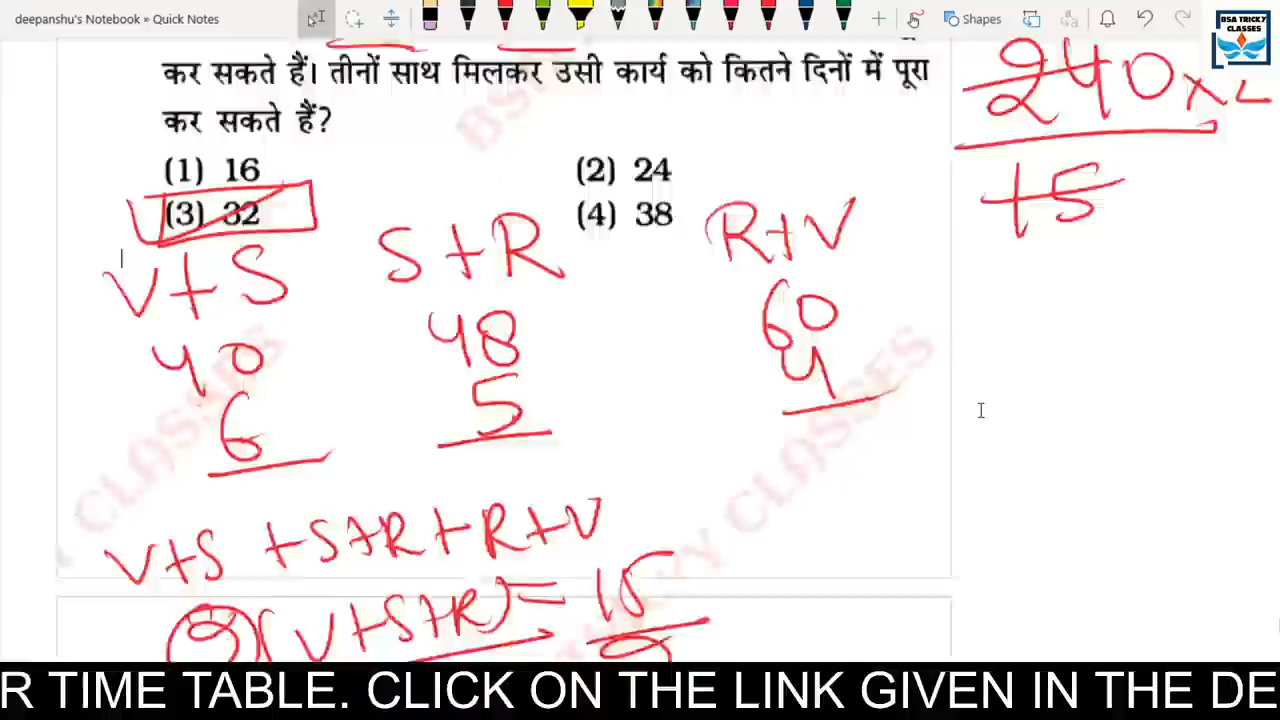 deepanshu's Notebook » Quick Notes
Shapes
BSA TRICKY
CLASSES
कर सकते हैं। तीनों साथ मिलकर उसी कार्य को कितने दिनों में पूरा
कर सकते हैं?
(1) 16
(2) 24
(3) 32
(4) 38
240×2
15
V+S
S+R
R+V
40
48
60
6
5
4
V+S +S+R+R+V
2(V+S+R)=15
2
R TIME TABLE. CLICK ON THE LINK GIVEN IN THE DE